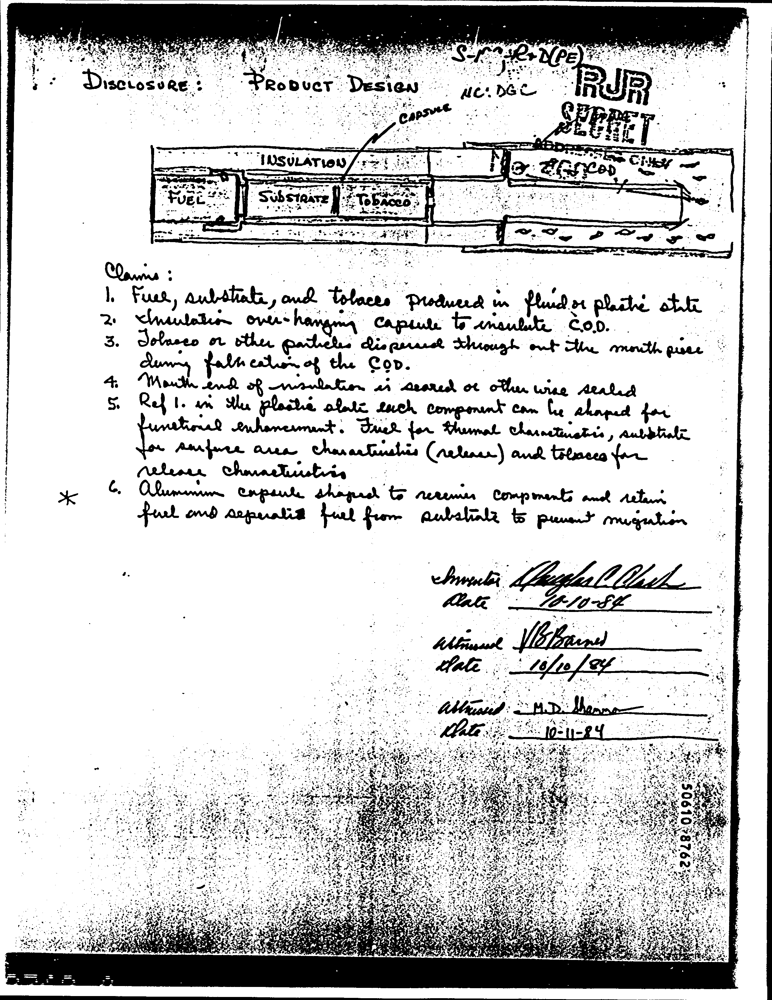 R+D(PE)
DISCLOSURE: PRODUCT DESIGN
NC: DGC
RJR
SECRET
CAPSULE
INSULATION
COD
FUEL
SUBSTRATE
TOBACCO
Claims:
1. Fuel, substrate, and tobacco produced in fluid or plastic state
2. Insulation over-hanging capsule to insulate C.O.D.
3. Tobacco or other particles dispersed through out the mouth piece
during fabrication of the COD.
4. Mouth end of insulation is seared or other wise sealed
5. Ref 1. in the plastic state each component can be shaped for
functional enhancement. Fuel for thermal characteristics, substrate
for surface area characteristics (release) and tobacco for
release characteristics
* 6. Aluminum capsule shaped to receive components and retain
fuel and seperate fuel from substrate to prevent migration
Inventor Douglas C.
Date 10-10-84
Witnessed VB Barnes
Date 10/10/84
Witnessed M.D. Shannon
Date 10-11-84
50610 8762